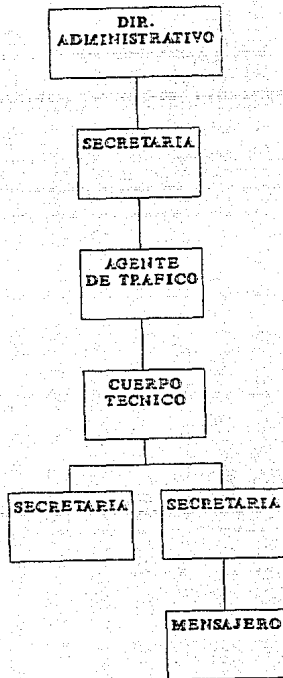 DIR.
ADMINISTRATIVO
SECRETARIA
AGENTE
DE TRAFICO
CUERPO
TECNICO
SECRETARIA
SECRETARIA
MENSAJERO